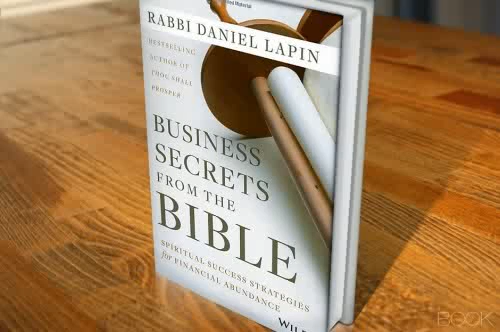 RABBI DANIEL LAPIN
BESTSELLING
AUTHOR OF
THOU SHALL
PROSPER
BUSINESS
SECRETS
FROM THE
BIBLE
SPIRITUAL SUCCESS STRATEGIES
for FINANCIAL ABUNDANCE
WILE
BOOK